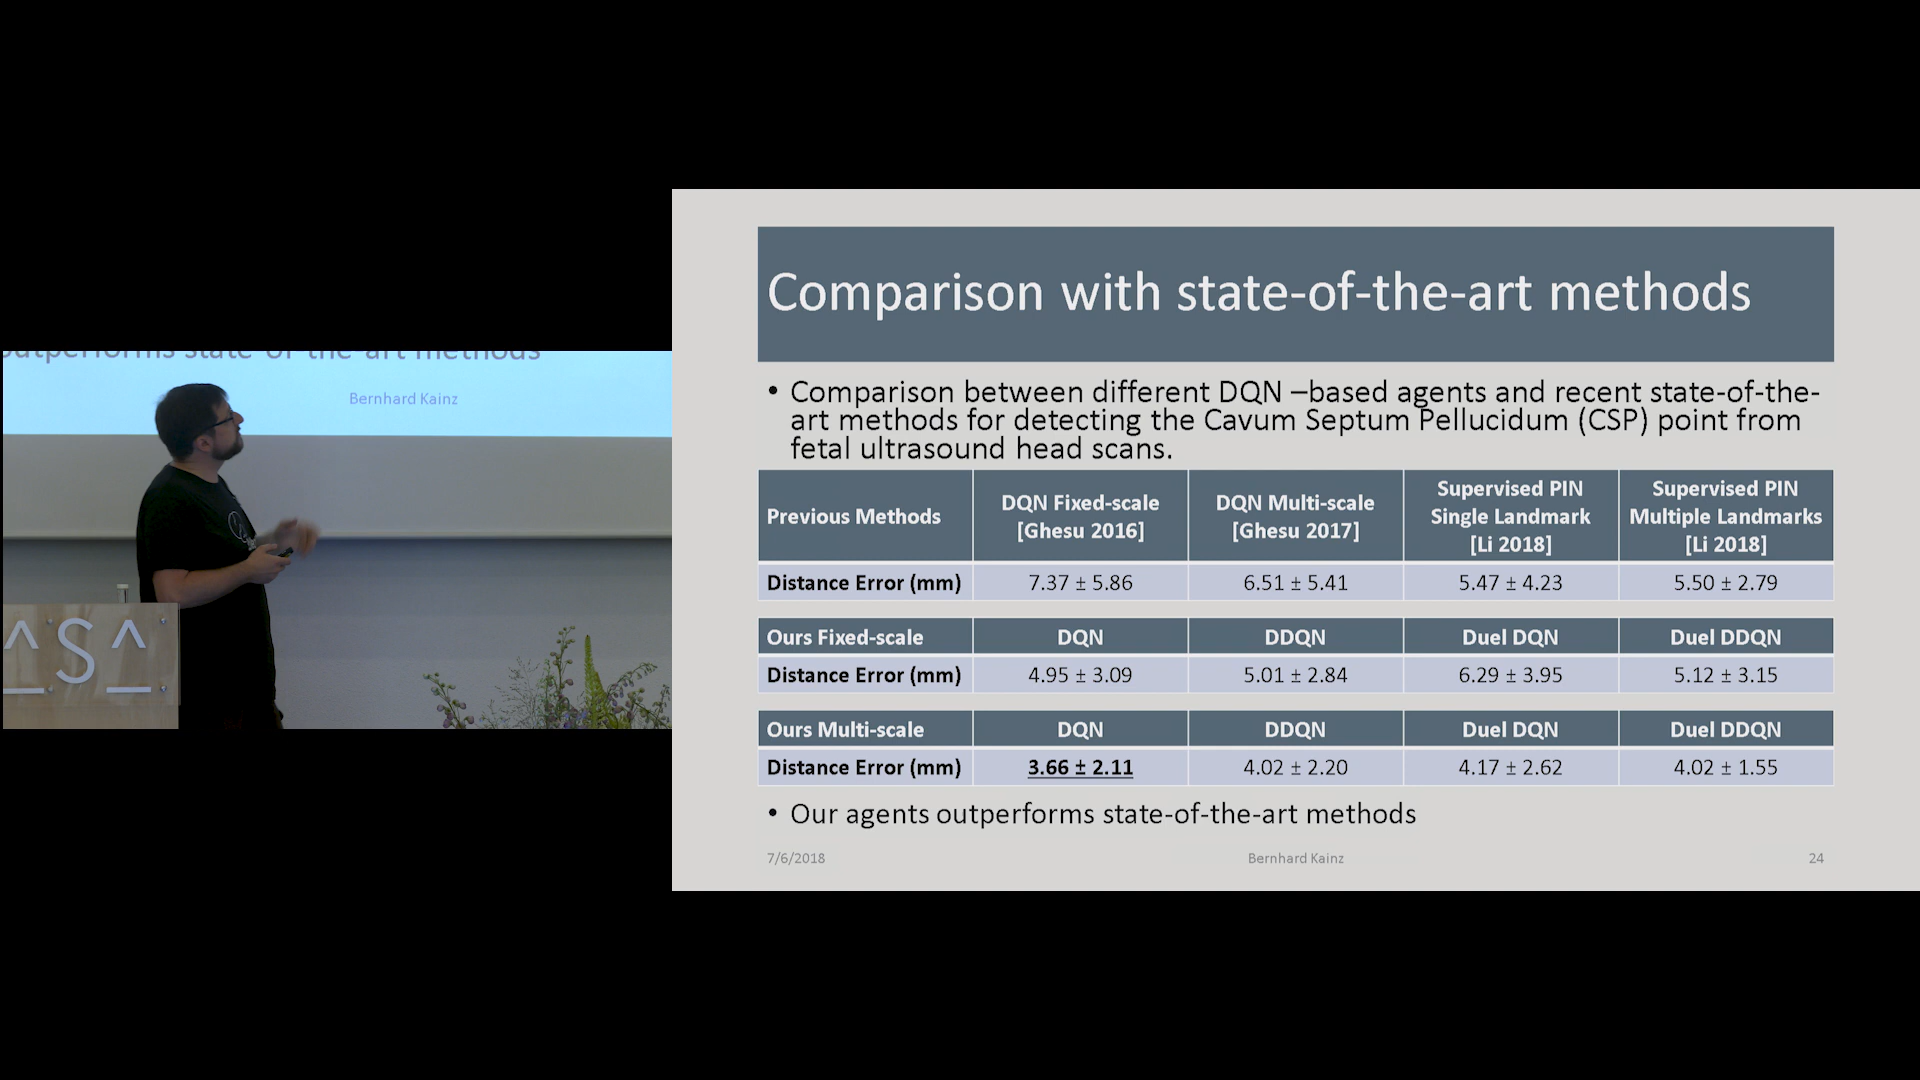 outperforms state-of-the-art methods
Bernhard Kainz
ASA
Comparison with state-of-the-art methods
• Comparison between different DQN –based agents and recent state-of-the-
art methods for detecting the Cavum Septum Pellucidum (CSP) point from
fetal ultrasound head scans.
Previous Methods
DQN Fixed-scale
[Ghesu 2016]
DQN Multi-scale
[Ghesu 2017]
Supervised PIN
Single Landmark
[Li 2018]
Supervised PIN
Multiple Landmarks
[Li 2018]
Distance Error (mm) 7.37 ± 5.86 6.51 ± 5.41 5.47 ± 4.23 5.50 ± 2.79
Ours Fixed-scale DQN DDQN Duel DQN Duel DDQN
Distance Error (mm) 4.95 ± 3.09 5.01 ± 2.84 6.29 ± 3.95 5.12 ± 3.15
Ours Multi-scale DQN DDQN Duel DQN Duel DDQN
Distance Error (mm) 3.66 ± 2.11 4.02 ± 2.20 4.17 ± 2.62 4.02 ± 1.55
• Our agents outperforms state-of-the-art methods
7/6/2018 Bernhard Kainz 24